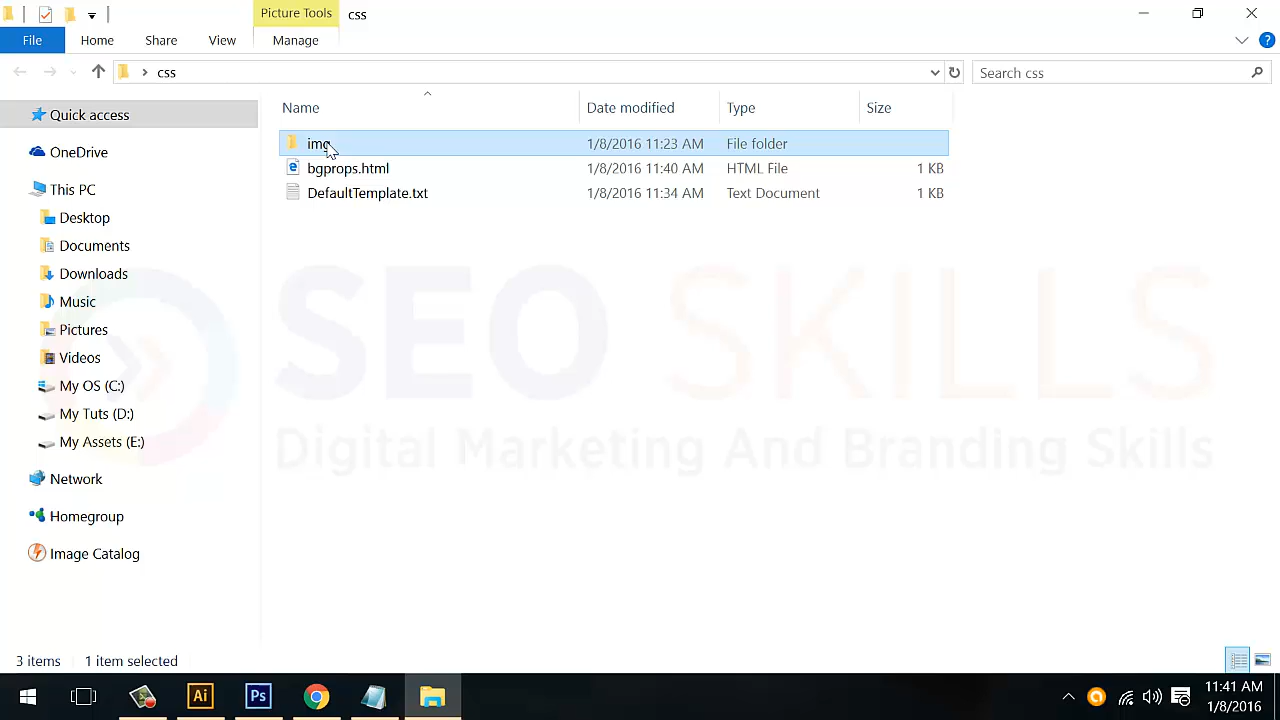 Picture Tools css
File Home Share View Manage
css Search css
Name Date modified Type Size
Quick access
img 1/8/2016 11:23 AM File folder
OneDrive
bgprops.html 1/8/2016 11:40 AM HTML File 1 KB
This PC
DefaultTemplate.txt 1/8/2016 11:34 AM Text Document 1 KB
Desktop
Documents
Downloads
Music
Pictures
Videos
My OS (C:)
My Tuts (D:)
My Assets (E:)
Network
Homegroup
Image Catalog
SEO SKILLS
Digital Marketing And Branding Skills
3 items 1 item selected
Ai Ps 11:41 AM
1/8/2016